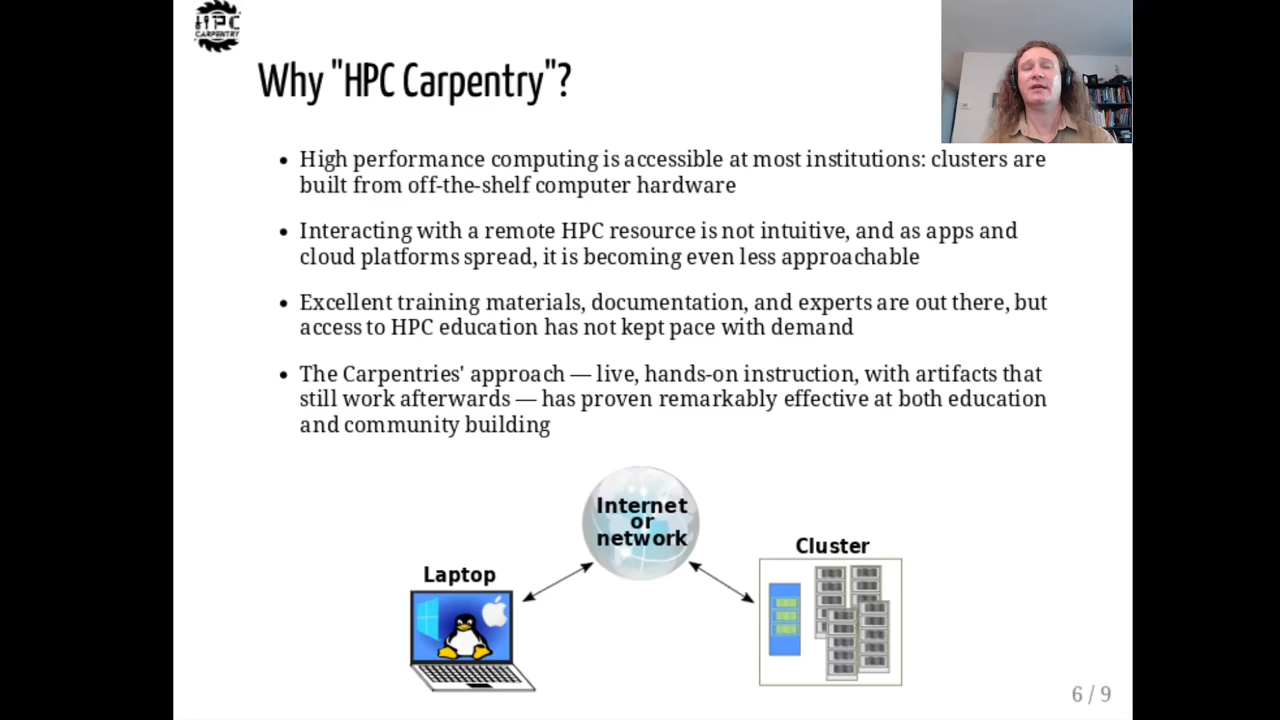 HPC
CARPENTRY
Why "HPC Carpentry"?
• High performance computing is accessible at most institutions: clusters are
built from off-the-shelf computer hardware
• Interacting with a remote HPC resource is not intuitive, and as apps and
cloud platforms spread, it is becoming even less approachable
• Excellent training materials, documentation, and experts are out there, but
access to HPC education has not kept pace with demand
• The Carpentries' approach — live, hands-on instruction, with artifacts that
still work afterwards — has proven remarkably effective at both education
and community building
Internet
or
network
Cluster
Laptop
6 / 9